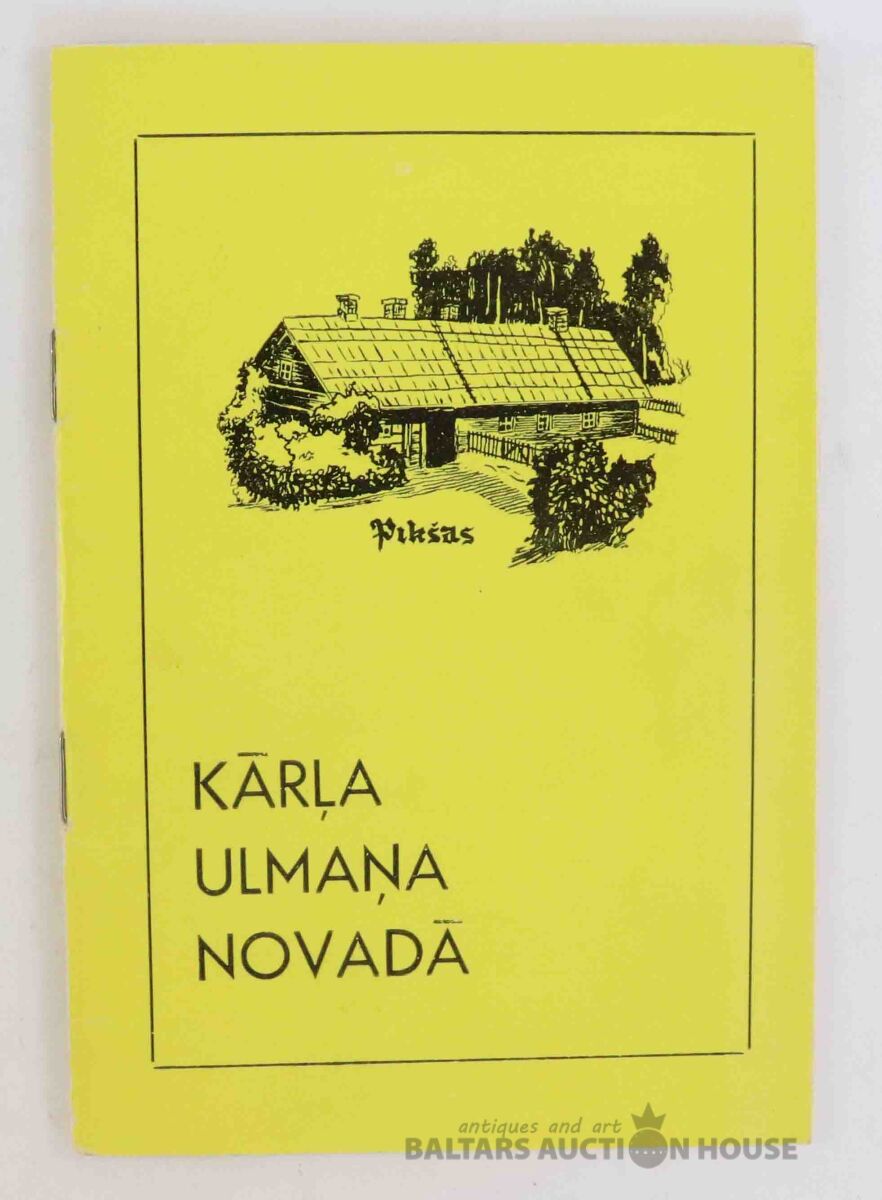 Pikšas
KĀRĻA
ULMAŅA
NOVADĀ
antiques and art
BALTARS AUCTION HOUSE